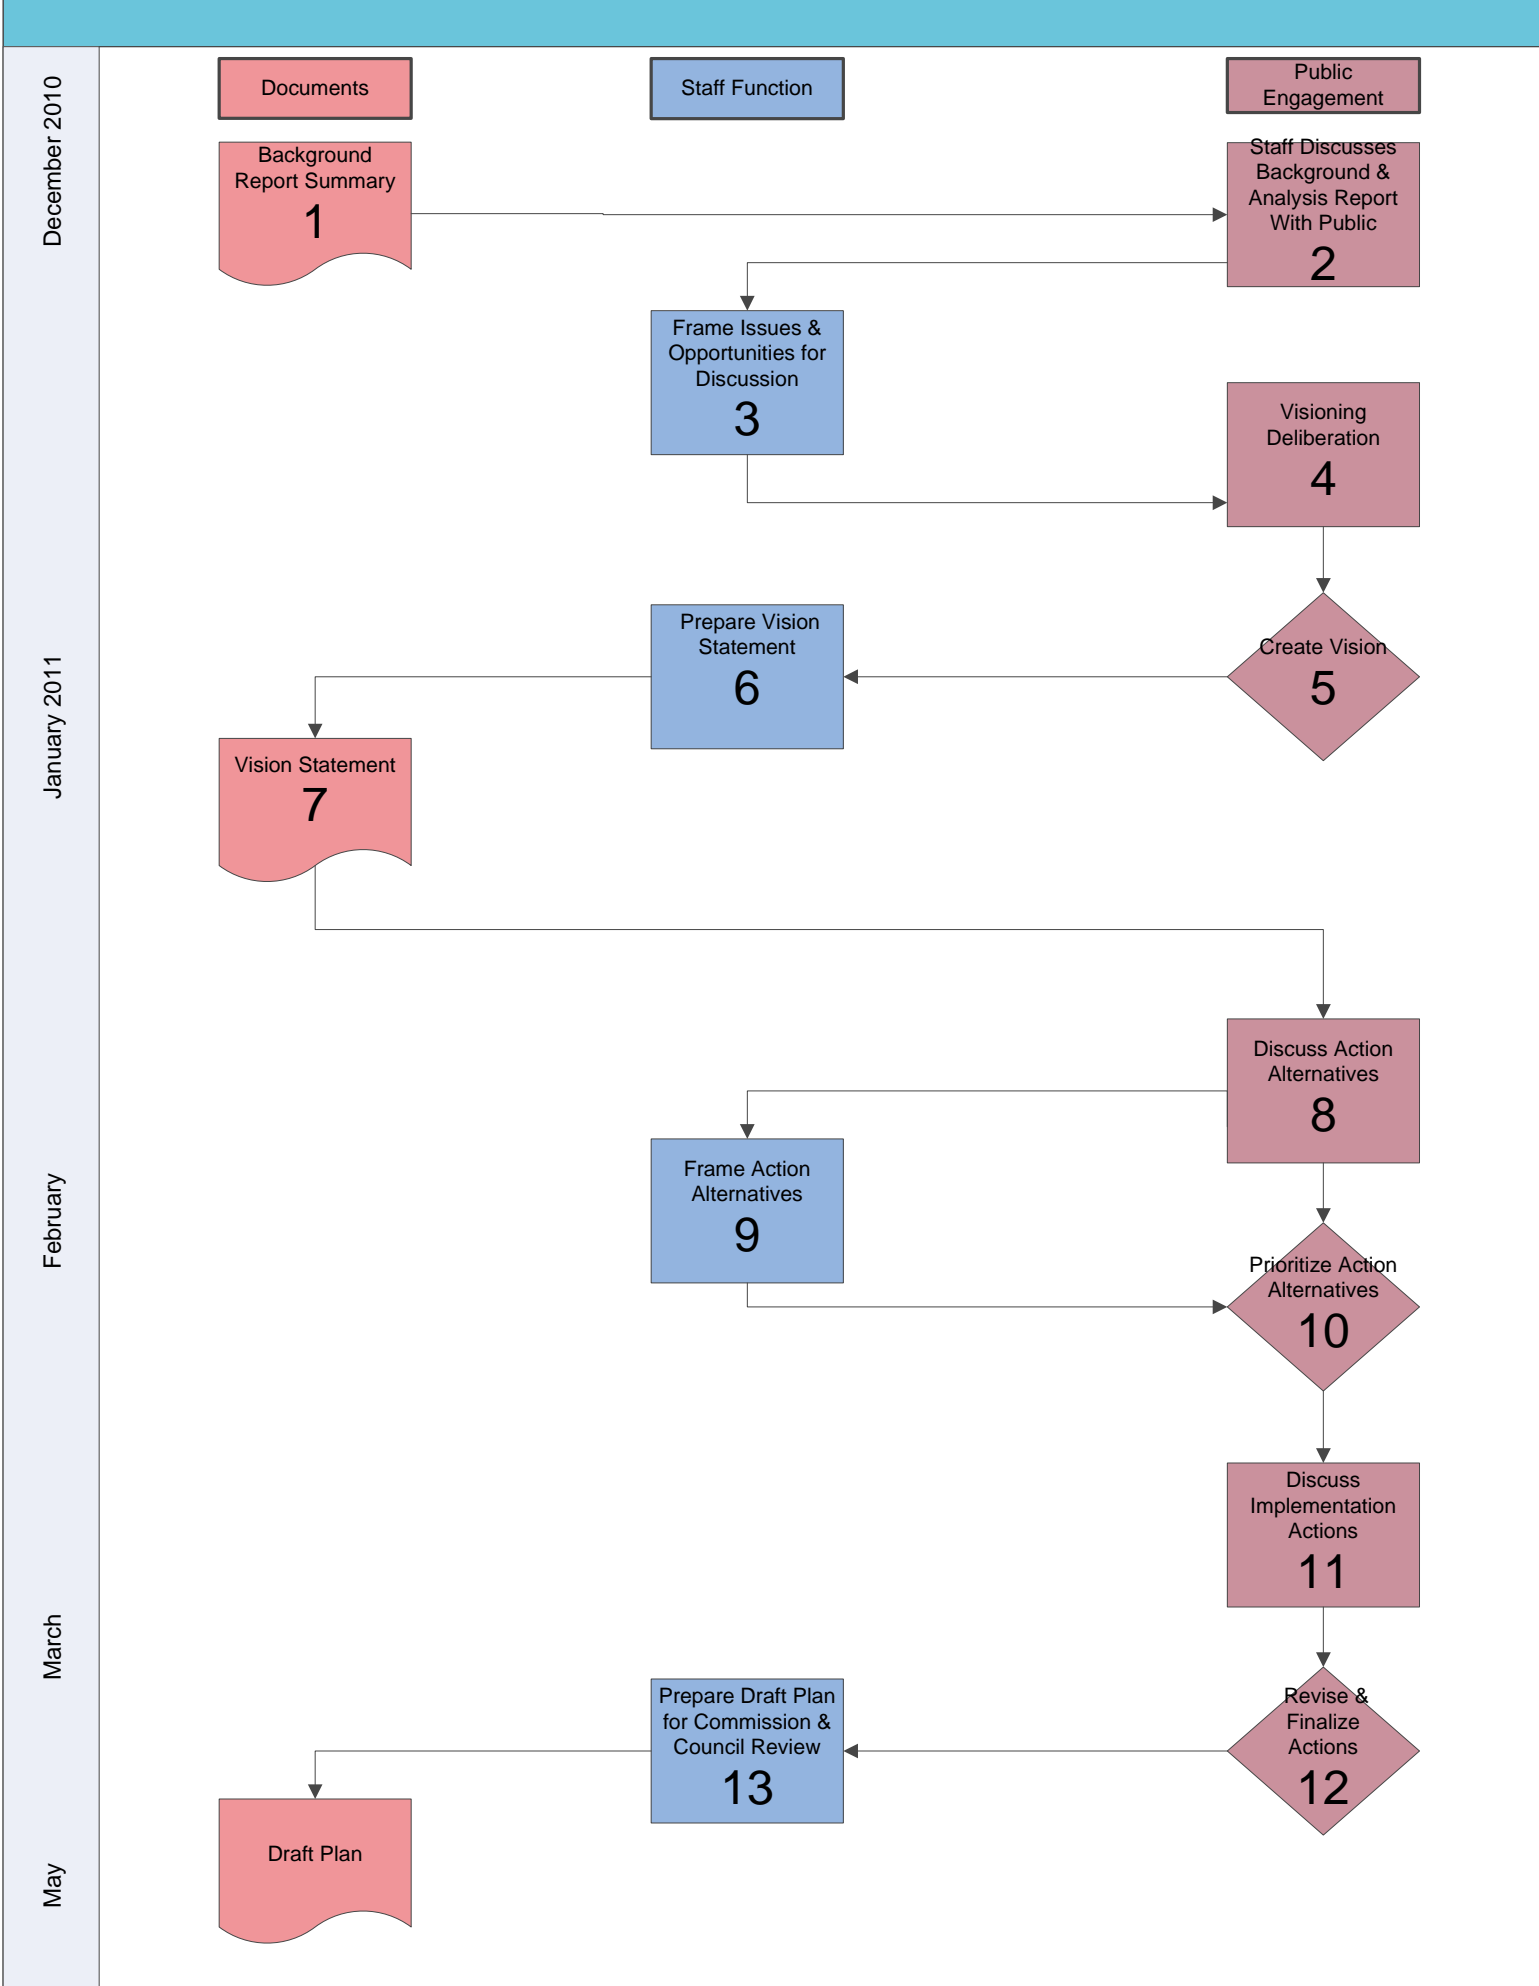 Documents
Staff Function
Public
Engagement
December 2010
Background
Report Summary
1
Staff Discusses
Background &
Analysis Report
With Public
2
Frame Issues &
Opportunities for
Discussion
3
Visioning
Deliberation
4
January 2011
Create Vision
5
Prepare Vision
Statement
6
Vision Statement
7
February
Discuss Action
Alternatives
8
Frame Action
Alternatives
9
Prioritize Action
Alternatives
10
March
Discuss
Implementation
Actions
11
Revise &
Finalize
Actions
12
Prepare Draft Plan
for Commission &
Council Review
13
May
Draft Plan